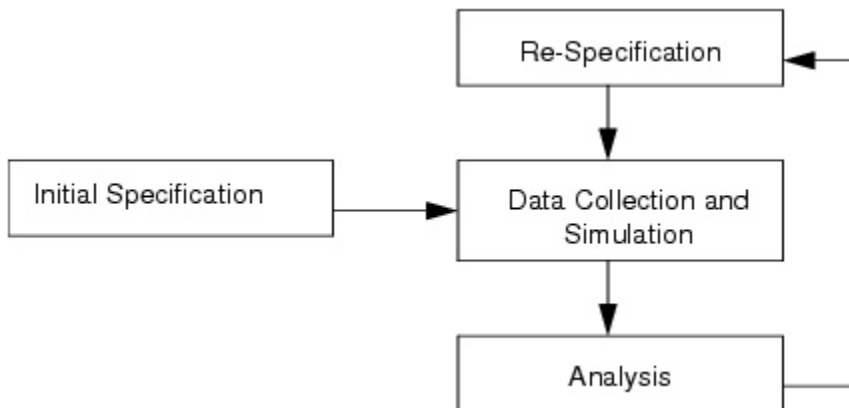 Re-Specification
Initial Specification
Data Collection and
Simulation
Analysis